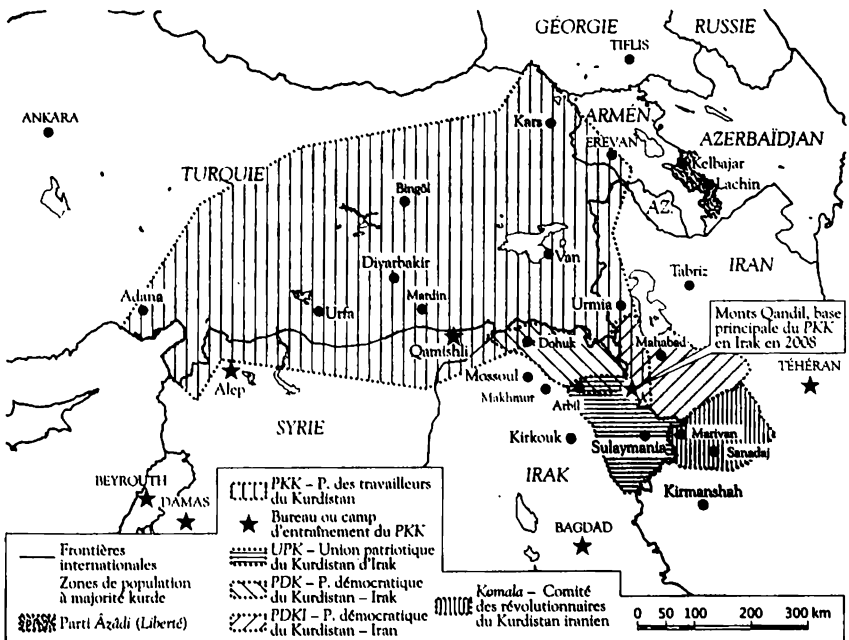 GÉORGIE
RUSSIE
TIFLIS
ANKARA
Kars
ARMÉN
EREVAN
AZERBAÏDJAN
Kelbajar
Lachin
TURQUIE
AZ.
Bingöl
Van
Tabriz
IRAN
Diyarbakir
Mardin
Adana
Urfa
Urmia
Monts Qandil, base
principale du PKK
en Irak en 2008
Qamishli
Dohuk
Mahabad
TÉHÉRAN
Alep
Mossoul
Makhmur
Arbil
SYRIE
Kirkouk
Sulaymania
Marivan
Sanadaj
IRAK
Kirmanshah
BEYROUTH
DAMAS
BAGDAD
PKK – P. des travailleurs
du Kurdistan
Bureau ou camp
d'entraînement du PKK
Frontières
internationales
Zones de population
à majorité kurde
Parti Âzâdi (Liberté)
UPK – Union patriotique
du Kurdistan d'Irak
PDK – P. démocratique
du Kurdistan – Irak
PDKI – P. démocratique
du Kurdistan – Iran
Komala – Comité
des révolutionnaires
du Kurdistan iranien
0 50 100 200 300 km